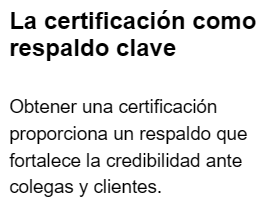 La certificación como
respaldo clave
Obtener una certificación
proporciona un respaldo que
fortalece la credibilidad ante
colegas y clientes.